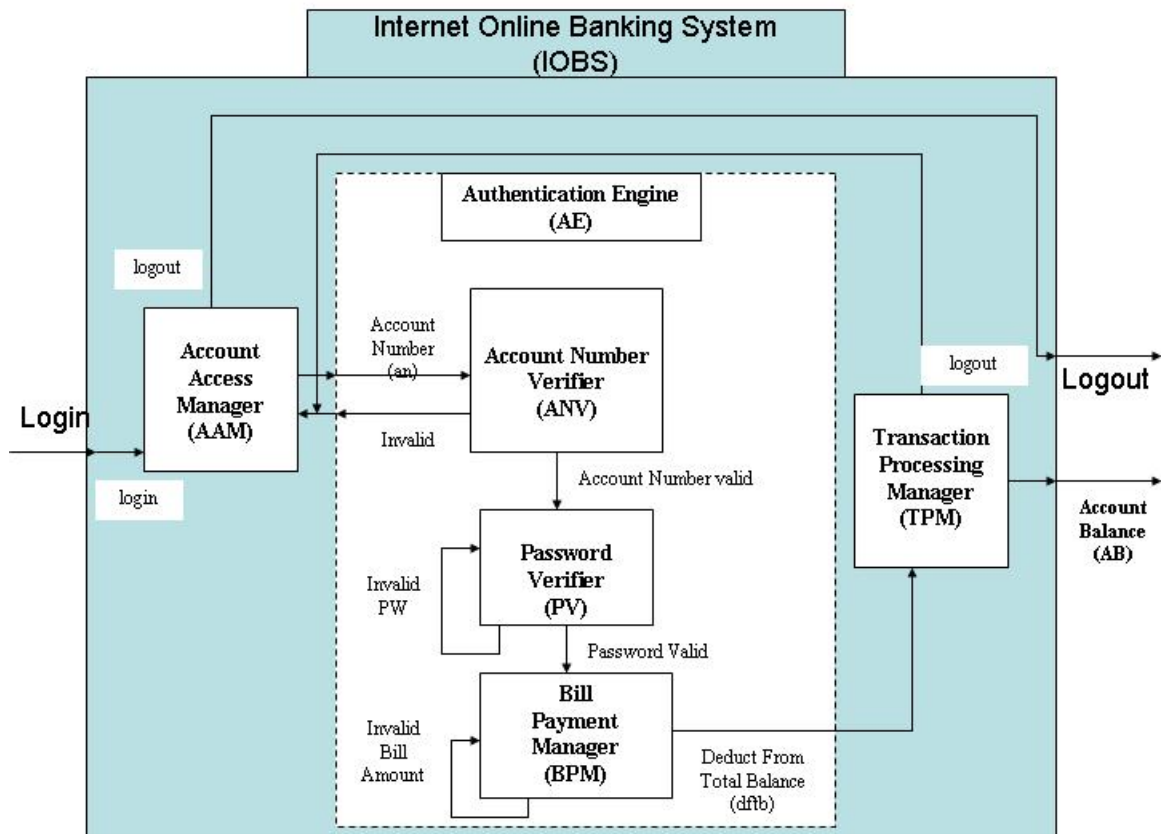 Internet Online Banking System
(IOBS)
Authentication Engine
(AE)
logout
Account
Number
(an)
Account Number
Verifier
(ANV)
Account
Access
Manager
(AAM)
logout
Logout
Login
Invalid
Transaction
Processing
Manager
(TPM)
Account Number valid
login
Account
Balance
(AB)
Password
Verifier
(PV)
Invalid
PW
Password Valid
Bill
Payment
Manager
(BPM)
Invalid
Bill
Amount
Deduct From
Total Balance
(dftb)